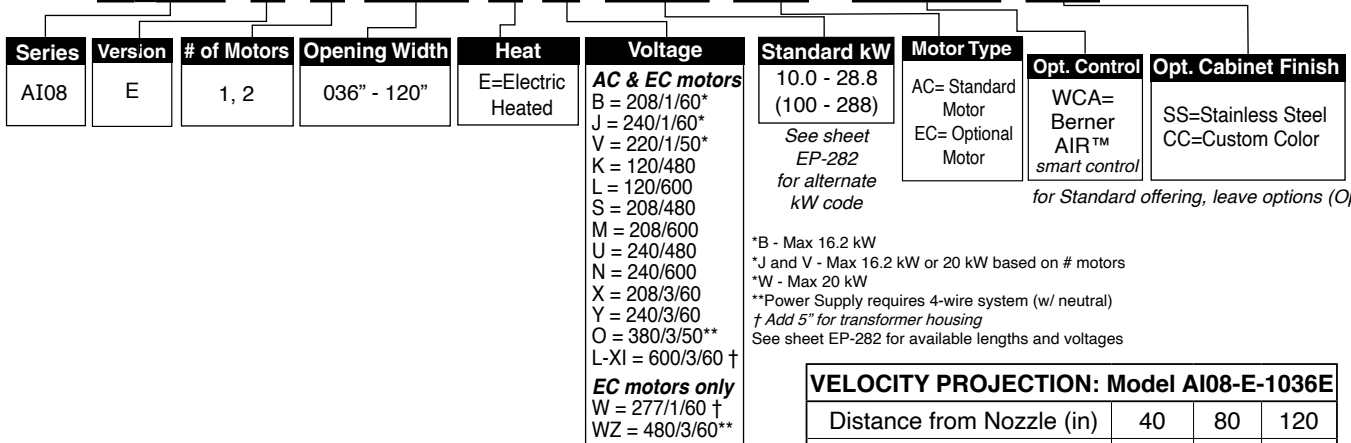 Series
AI08
Version
E
# of Motors
1, 2
Opening Width
036” - 120”
Heat
E=Electric
Heated
Voltage
AC & EC motors
B = 208/1/60*
J = 240/1/60*
V = 220/1/50*
K = 120/480
L = 120/600
S = 208/480
M = 208/600
U = 240/480
N = 240/600
X = 208/3/60
Y = 240/3/60
O = 380/3/50**
L-XI = 600/3/60 †
EC motors only
W = 277/1/60 †
WZ = 480/3/60**
Standard kW
10.0 - 28.8
(100 - 288)
See sheet
EP-282
for alternate
kW code
Motor Type
AC= Standard
Motor
EC= Optional
Motor
Opt. Control
WCA=
Berner
AIR™
smart control
Opt. Cabinet Finish
SS=Stainless Steel
CC=Custom Color
for Standard offering, leave options (Op
*B - Max 16.2 kW
*J and V - Max 16.2 kW or 20 kW based on # motors
*W - Max 20 kW
**Power Supply requires 4-wire system (w/ neutral)
† Add 5” for transformer housing
See sheet EP-282 for available lengths and voltages
VELOCITY PROJECTION: Model AI08-E-1036E
Distance from Nozzle (in) 40 80 120